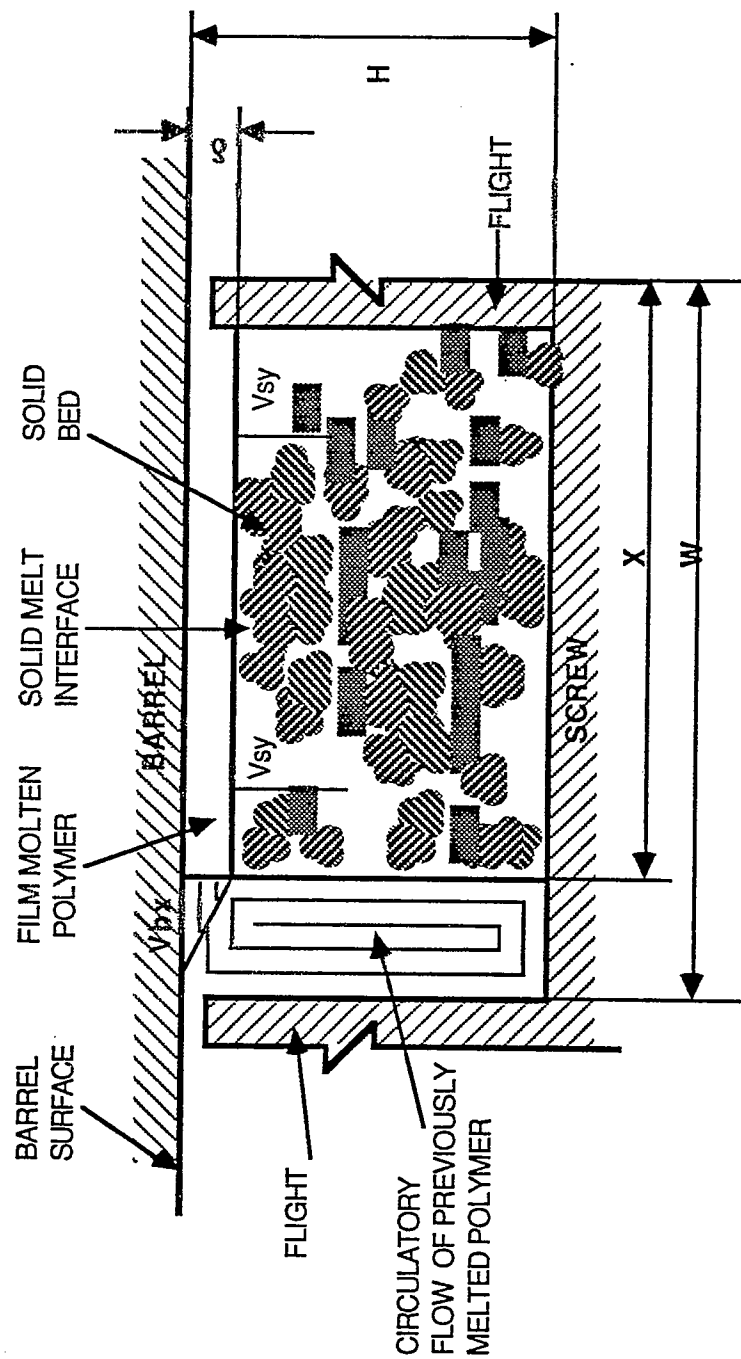 BARREL
SURFACE
FILM MOLTEN
POLYMER
SOLID MELT
INTERFACE
SOLID
BED
Vbx
BARREL
δ
H
Vsy
Vsy
FLIGHT
FLIGHT
SCREW
X
W
CIRCULATORY
FLOW OF PREVIOUSLY
MELTED POLYMER